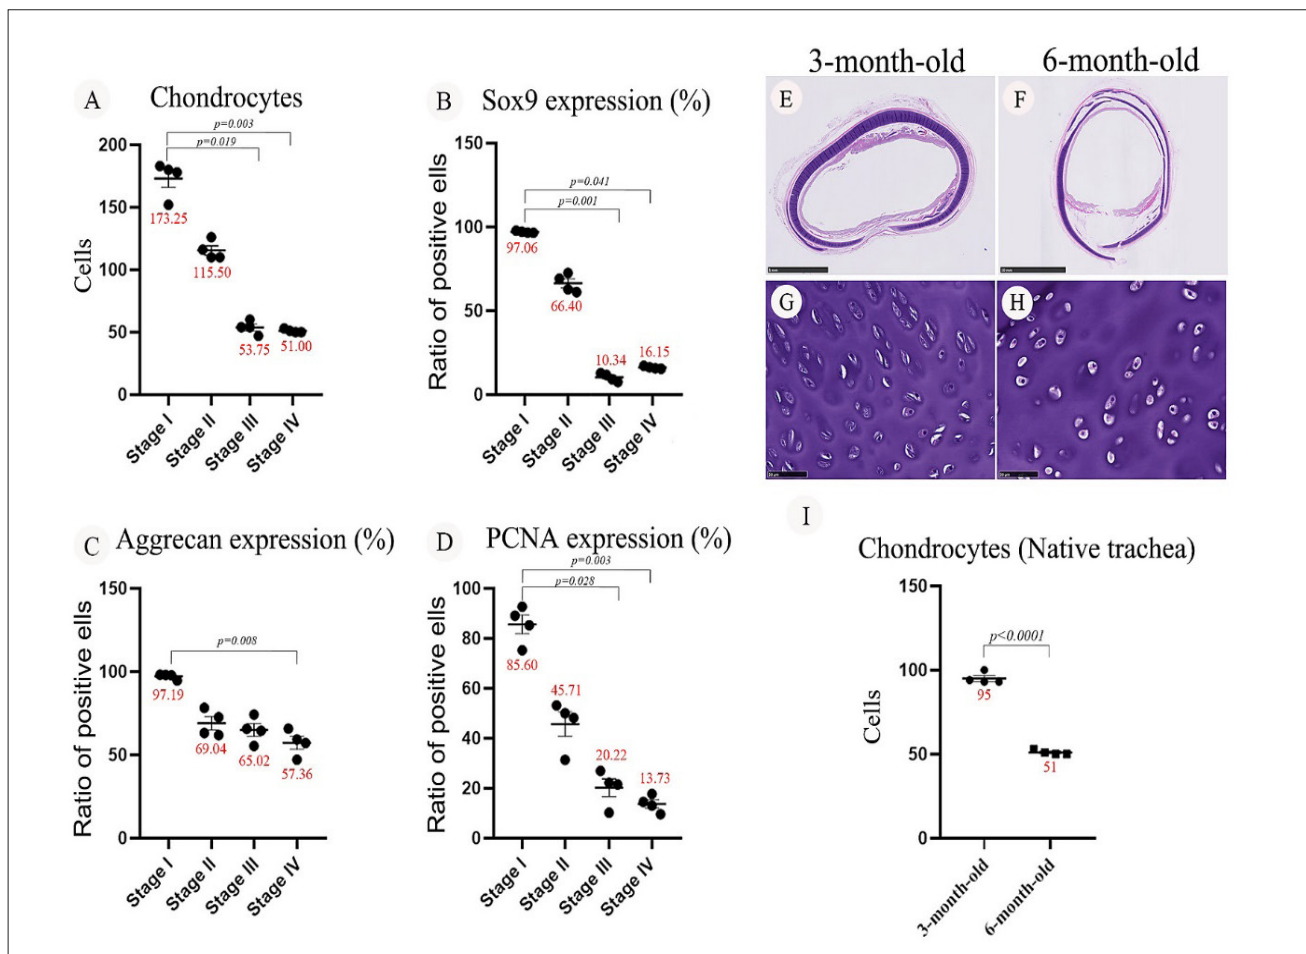 3-month-old
6-month-old
A
Chondrocytes
200
150
100
50
0
Cells
p=0.003
p=0.019
173.25
115.50
53.75
51.00
Stage I
Stage II
Stage III
Stage IV
B
Sox9 expression (%)
150
100
50
0
Ratio of positive ells
p=0.041
p=0.001
97.06
66.40
10.34
16.15
Stage I
Stage II
Stage III
Stage IV
E
F
G
H
C
Aggrecan expression (%)
150
100
50
0
Ratio of positive ells
p=0.008
97.19
69.04
65.02
57.36
Stage I
Stage II
Stage III
Stage IV
D
PCNA expression (%)
100
80
60
40
20
0
Ratio of positive ells
p=0.003
p=0.028
85.60
45.71
20.22
13.73
Stage I
Stage II
Stage III
Stage IV
I
Chondrocytes (Native trachea)
150
100
50
0
Cells
p<0.0001
95
51
3-month-old
6-month-old